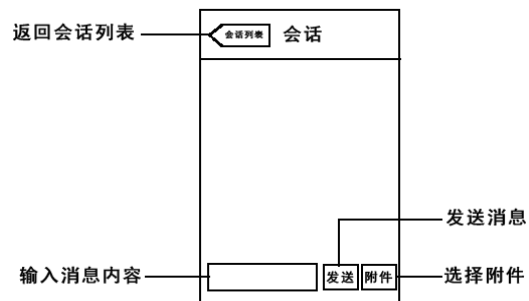 返回会话列表
会话列表
会话
发送消息
输入消息内容
发送
附件
选择附件